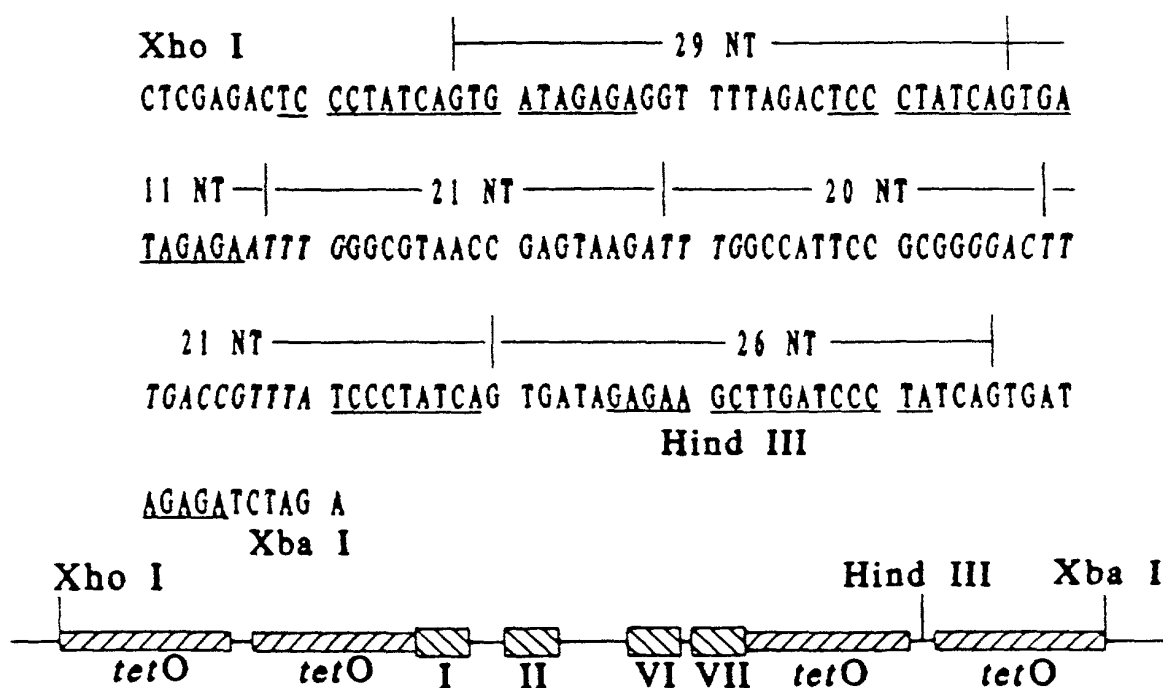 Xho I 29 NT
CTCGAGACTCC CCTATCAGTG ATAGAGAGGT TTTAGACTCC CTATCAGTGA
11 NT 21 NT 20 NT
TAGAGAATTT GGGCGTAACC GAGTAAGATT TGGCCATTCC GCGGGGACTT
21 NT 26 NT
TGACCGTTTA TCCCTATCAG TGATAGAGAA GCTTGATCCC TATCAGTGAT
Hind III
AGAGATCTAG A
Xba I
Xho I Hind III Xba I
tetO tetO I II VI VII tetO tetO